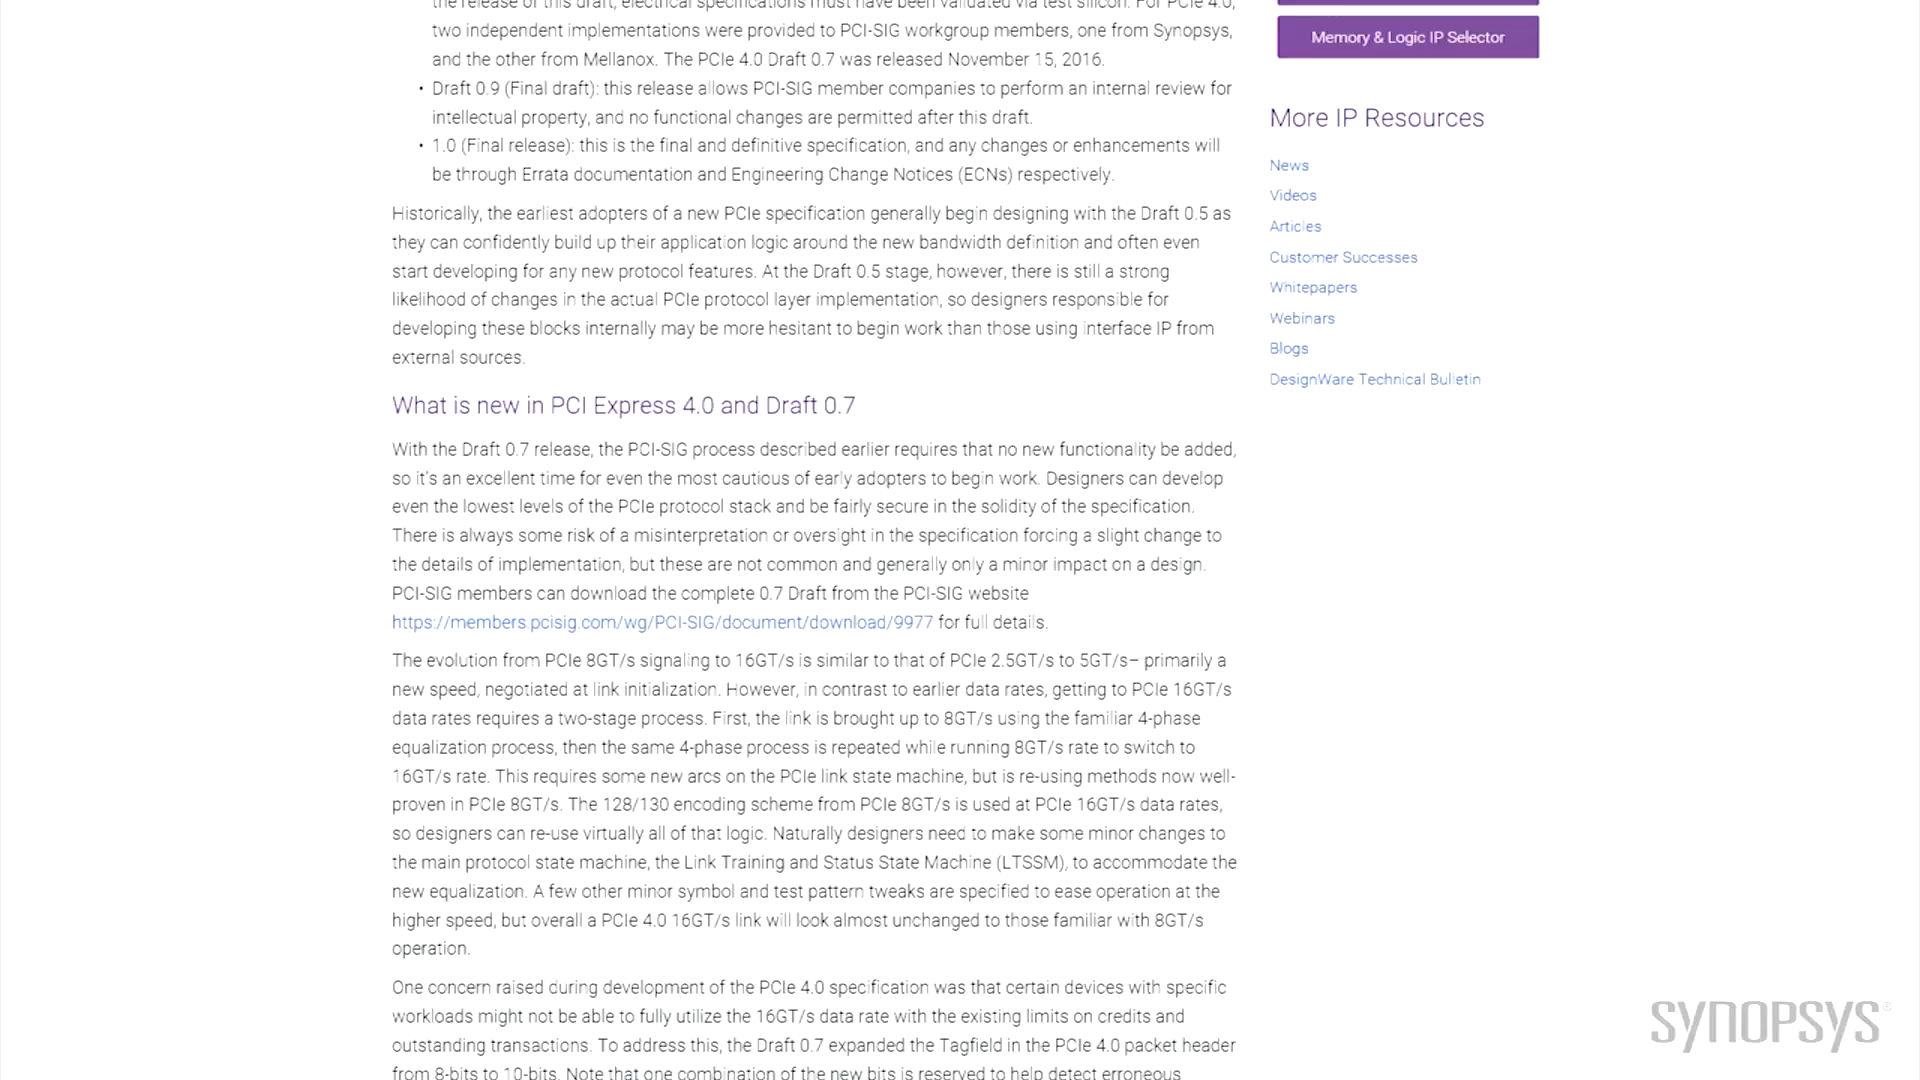 the release of this draft, electrical specifications must have been validated via test silicon. For PCIe 4.0,
two independent implementations were provided to PCI-SIG workgroup members, one from Synopsys,
and the other from Mellanox. The PCIe 4.0 Draft 0.7 was released November 15, 2016.
• Draft 0.9 (Final draft): this release allows PCI-SIG member companies to perform an internal review for
intellectual property, and no functional changes are permitted after this draft.
• 1.0 (Final release): this is the final and definitive specification, and any changes or enhancements will
be through Errata documentation and Engineering Change Notices (ECNs) respectively.
Historically, the earliest adopters of a new PCIe specification generally begin designing with the Draft 0.5 as
they can confidently build up their application logic around the new bandwidth definition and often even
start developing for any new protocol features. At the Draft 0.5 stage, however, there is still a strong
likelihood of changes in the actual PCIe protocol layer implementation, so designers responsible for
developing these blocks internally may be more hesitant to begin work than those using interface IP from
external sources.
What is new in PCI Express 4.0 and Draft 0.7
With the Draft 0.7 release, the PCI-SIG process described earlier requires that no new functionality be added,
so it's an excellent time for even the most cautious of early adopters to begin work. Designers can develop
even the lowest levels of the PCIe protocol stack and be fairly secure in the solidity of the specification.
There is always some risk of a misinterpretation or oversight in the specification forcing a slight change to
the details of implementation, but these are not common and generally only a minor impact on a design.
PCI-SIG members can download the complete 0.7 Draft from the PCI-SIG website
https://members.pcisig.com/wg/PCI-SIG/document/download/9977 for full details.
The evolution from PCIe 8GT/s signaling to 16GT/s is similar to that of PCIe 2.5GT/s to 5GT/s– primarily a
new speed, negotiated at link initialization. However, in contrast to earlier data rates, getting to PCIe 16GT/s
data rates requires a two-stage process. First, the link is brought up to 8GT/s using the familiar 4-phase
equalization process, then the same 4-phase process is repeated while running 8GT/s rate to switch to
16GT/s rate. This requires some new arcs on the PCIe link state machine, but is re-using methods now well-
proven in PCIe 8GT/s. The 128/130 encoding scheme from PCIe 8GT/s is used at PCIe 16GT/s data rates,
so designers can re-use virtually all of that logic. Naturally designers need to make some minor changes to
the main protocol state machine, the Link Training and Status State Machine (LTSSM), to accommodate the
new equalization. A few other minor symbol and test pattern tweaks are specified to ease operation at the
higher speed, but overall a PCIe 4.0 16GT/s link will look almost unchanged to those familiar with 8GT/s
operation.
One concern raised during development of the PCIe 4.0 specification was that certain devices with specific
workloads might not be able to fully utilize the 16GT/s data rate with the existing limits on credits and
outstanding transactions. To address this, the Draft 0.7 expanded the Tagfield in the PCIe 4.0 packet header
from 8-bits to 10-bits. Note that one combination of the new bits is reserved to help detect erroneous
Memory & Logic IP Selector
More IP Resources
News
Videos
Articles
Customer Successes
Whitepapers
Webinars
Blogs
DesignWare Technical Bulletin
SYNOPSYS®